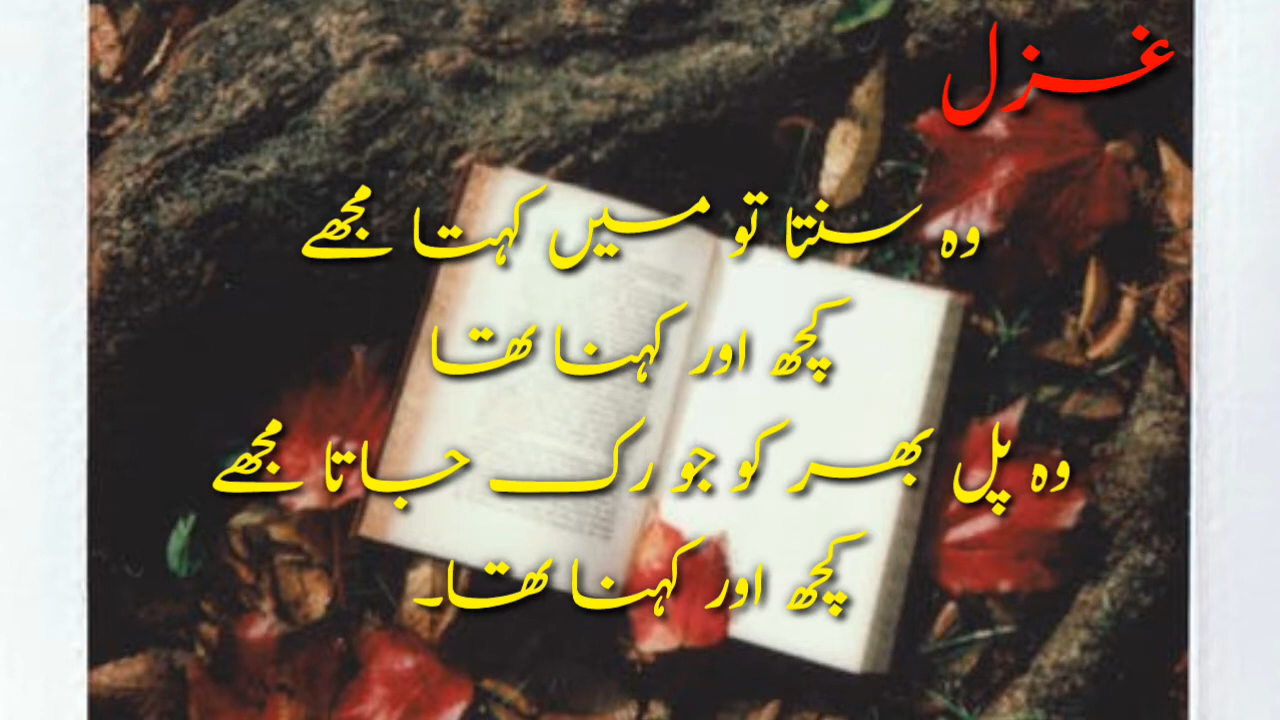 غزل
وہ سنتا تو میں کہتا مجھے
کچھ اور کہنا تھا
وہ پل بھر کو جو رک جاتا مجھے
کچھ اور کہنا تھا۔